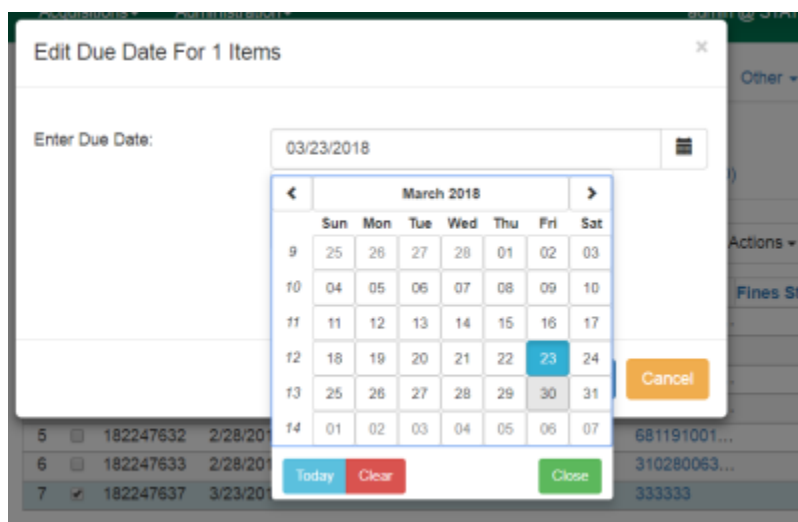 Acquisitions Administration admin @ STAT
Edit Due Date For 1 Items ×
Other
Enter Due Date: 03/23/2018
March 2018
Sun Mon Tue Wed Thu Fri Sat
Actions
9 25 26 27 28 01 02 03
10 04 05 06 07 08 09 10
Fines St
11 11 12 13 14 15 16 17
12 18 19 20 21 22 23 24
Cancel
13 25 26 27 28 29 30 31
14 01 02 03 04 05 06 07
5 182247632 2/28/201 681191001...
6 182247633 2/28/201 310280063...
Today Clear Close
7 182247637 3/23/201 333333